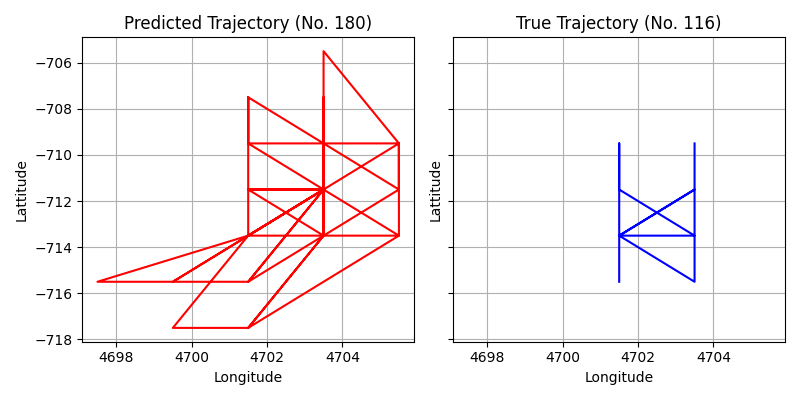 Predicted Trajectory (No. 180)
−706
−708
−710
−712
−714
−716
−718
Lattitude
4698 4700 4702 4704
Longitude
True Trajectory (No. 116)
Lattitude
4698 4700 4702 4704
Longitude